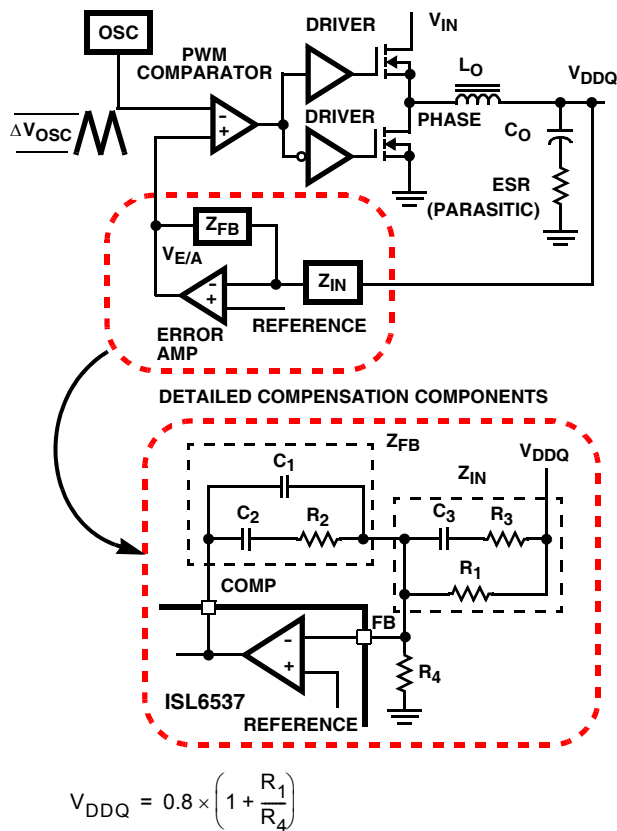 OSC
DRIVER
V_IN
PWM
COMPARATOR
L_O
V_DDQ
ΔV_OSC
-
+
DRIVER
PHASE
C_O
ESR
(PARASITIC)
Z_FB
V_E/A
-
+
Z_IN
REFERENCE
ERROR
AMP
DETAILED COMPENSATION COMPONENTS
Z_FB
V_DDQ
C_1
Z_IN
C_2
R_2
C_3
R_3
R_1
COMP
FB
-
+
R_4
ISL6537
REFERENCE
V_DDQ = 0.8 × (1 + R_1/R_4)